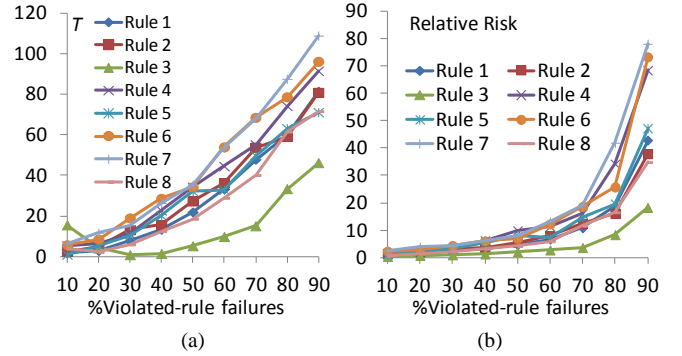 T
120
100
80
60
40
20
0
Rule 1
Rule 2
Rule 3
Rule 4
Rule 5
Rule 6
Rule 7
Rule 8
10 20 30 40 50 60 70 80 90
%Violated-rule failures
(a)
Relative Risk
90
80
70
60
50
40
30
20
10
0
Rule 1 Rule 2
Rule 3 Rule 4
Rule 5 Rule 6
Rule 7 Rule 8
10 20 30 40 50 60 70 80 90
%Violated-rule failures
(b)